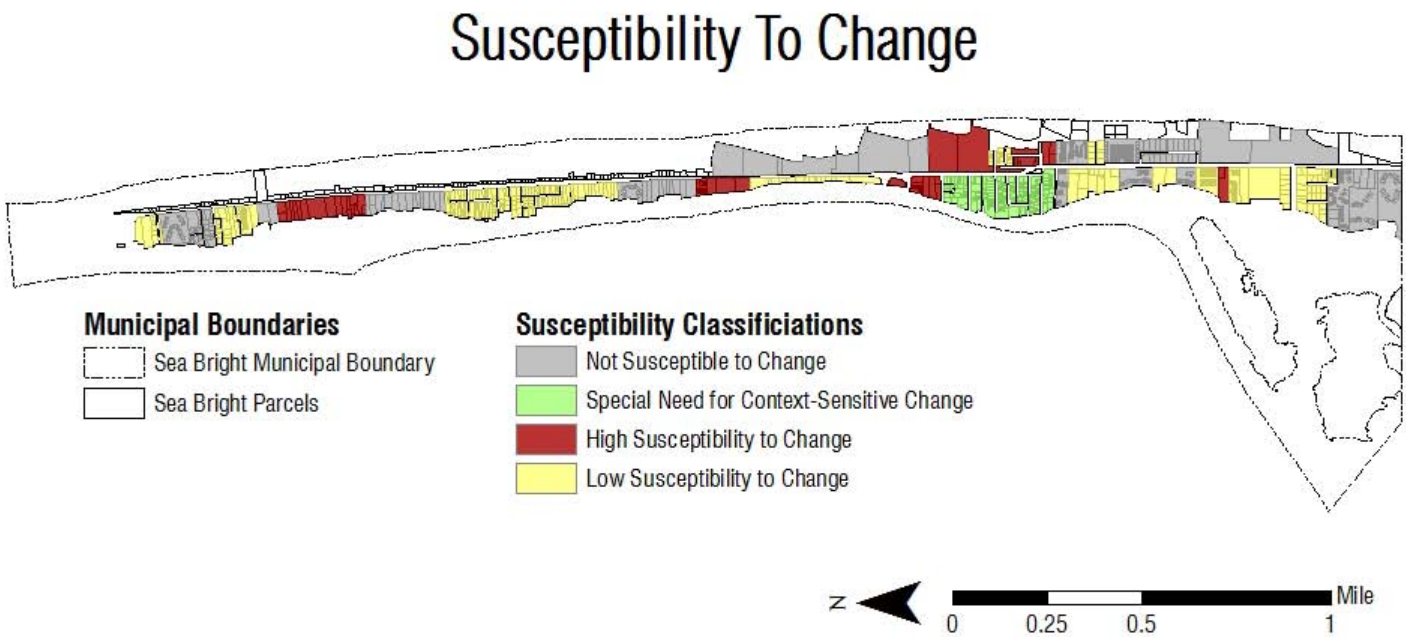 Susceptibility To Change
Municipal Boundaries
Sea Bright Municipal Boundary
Sea Bright Parcels
Susceptibility Classificiations
Not Susceptible to Change
Special Need for Context-Sensitive Change
High Susceptibility to Change
Low Susceptibility to Change
N
Mile
0 0.25 0.5 1